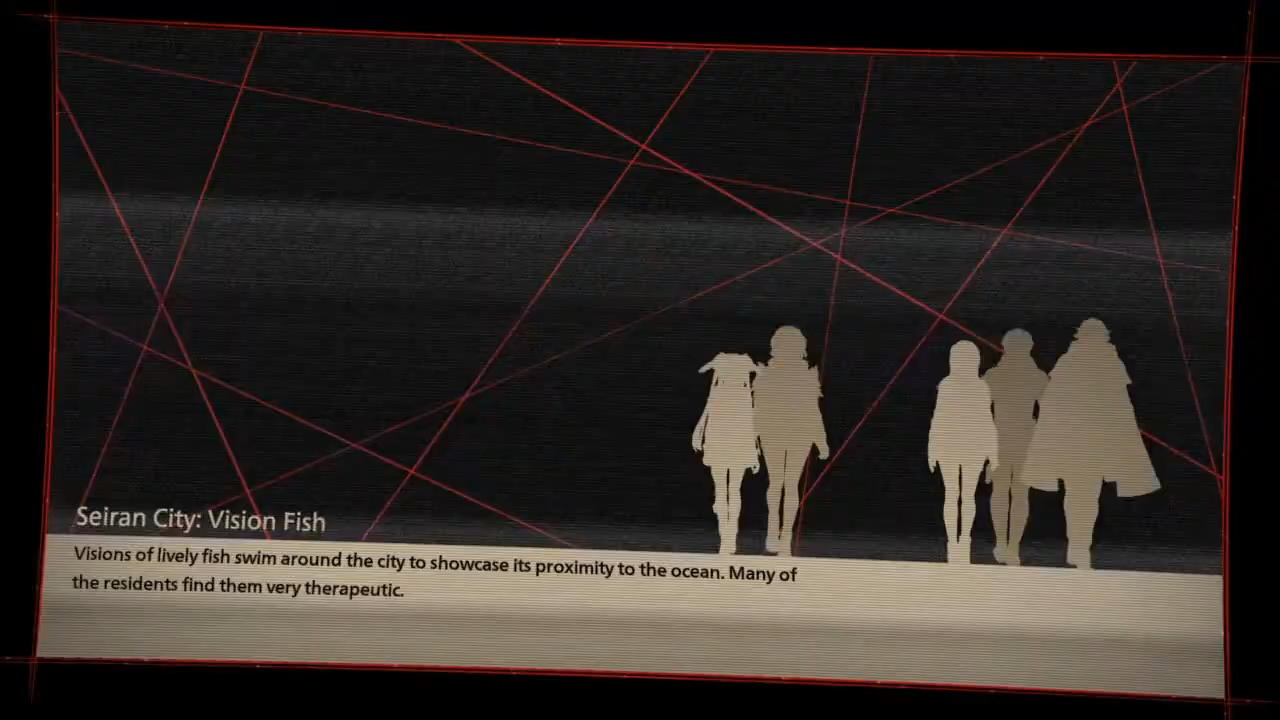 Seiran City: Vision Fish
Visions of lively fish swim around the city to showcase its proximity to the ocean. Many of
the residents find them very therapeutic.